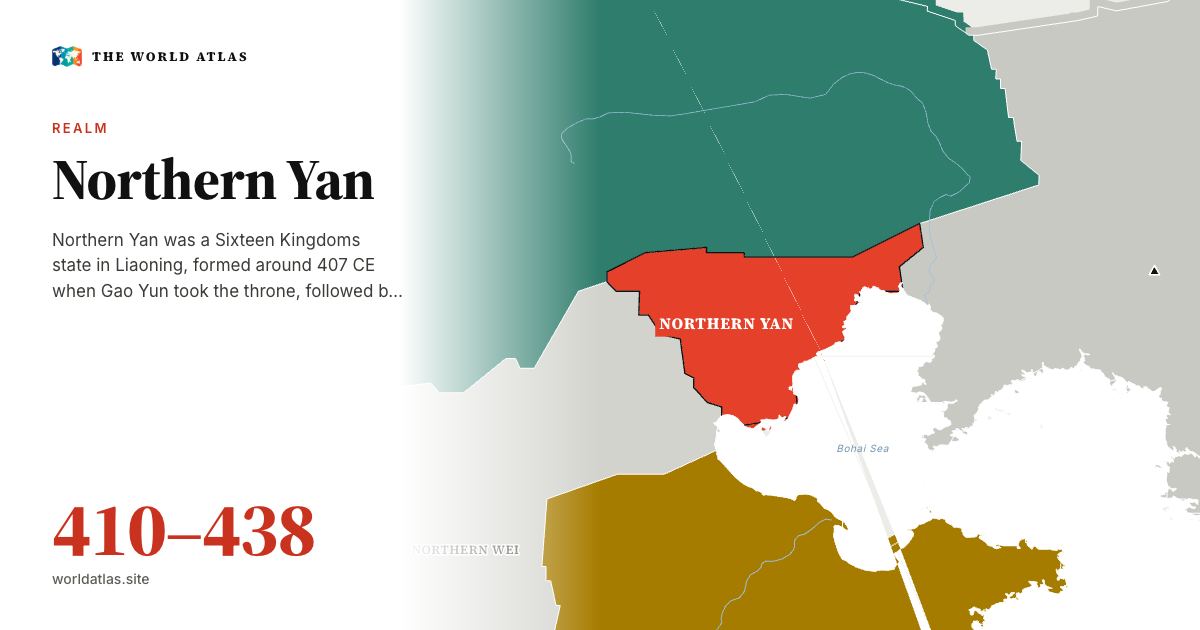 THE WORLD ATLAS
REALM
Northern Yan
Northern Yan was a Sixteen Kingdoms
state in Liaoning, formed around 407 CE
when Gao Yun took the throne, followed b...
410–438
worldatlas.site
NORTHERN YAN
Bohai Sea
NORTHERN WEI